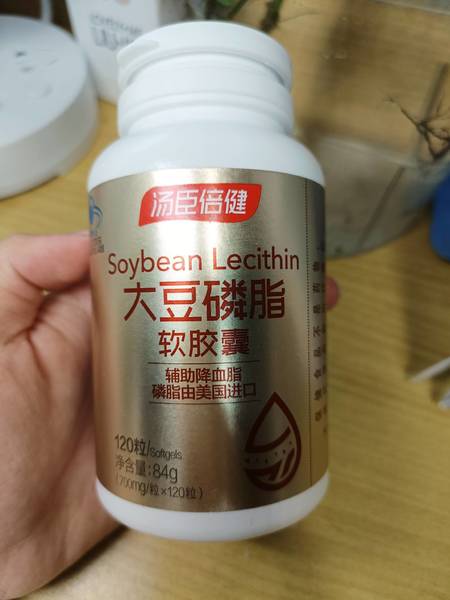 汤臣倍健
Soybean Lecithin
大豆磷脂
软胶囊
辅助降血脂
磷脂由美国进口
120粒/Softgels
净含量:84g
(700mg/粒×120粒)